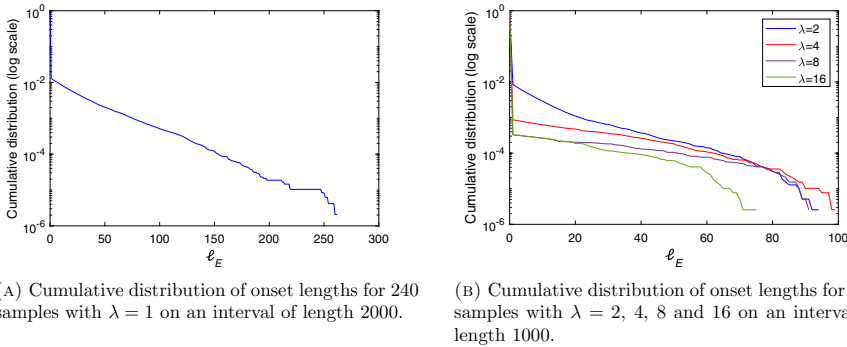 Cumulative distribution (log scale)
10^0
10^-2
10^-4
10^-6
0 50 100 150 200 250 300
ℓ_E
Cumulative distribution (log scale)
10^0
10^-2
10^-4
10^-6
0 20 40 60 80 100
ℓ_E
λ=2
λ=4
λ=8
λ=16
(A) Cumulative distribution of onset lengths for 240
samples with λ = 1 on an interval of length 2000.
(B) Cumulative distribution of onset lengths for
samples with λ = 2, 4, 8 and 16 on an interva
length 1000.